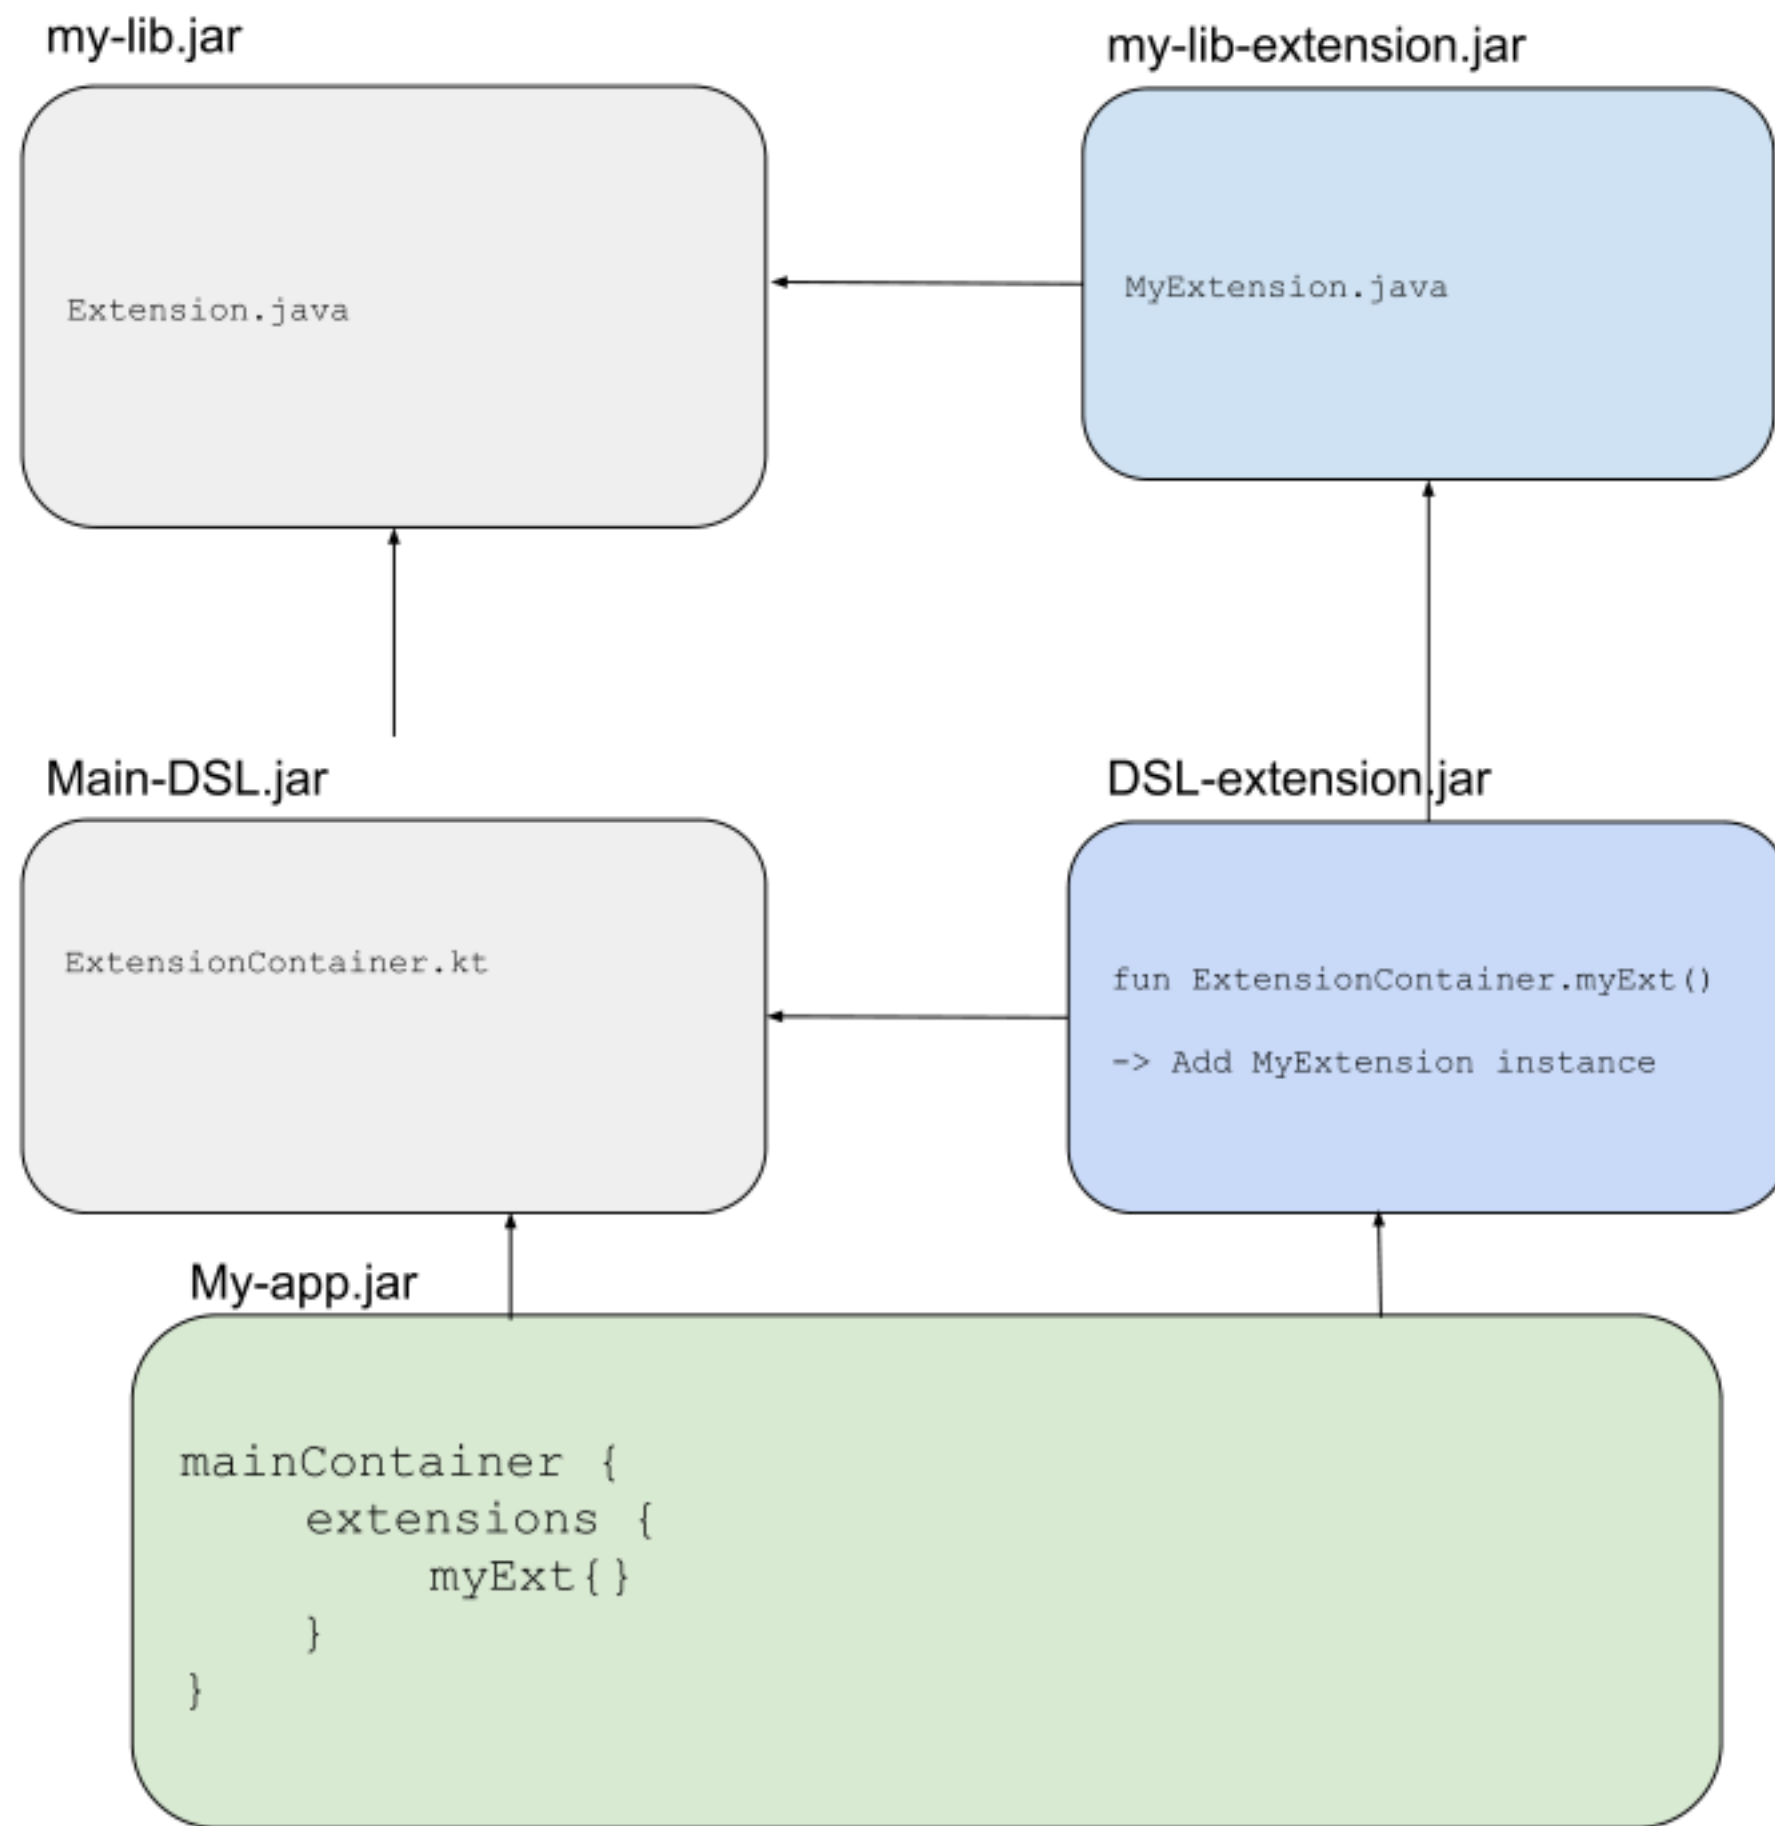 my-lib.jar
my-lib-extension.jar
Extension.java
MyExtension.java
Main-DSL.jar
DSL-extension.jar
ExtensionContainer.kt
fun ExtensionContainer.myExt()
-> Add MyExtension instance
My-app.jar
mainContainer {
extensions {
myExt{}
}
}